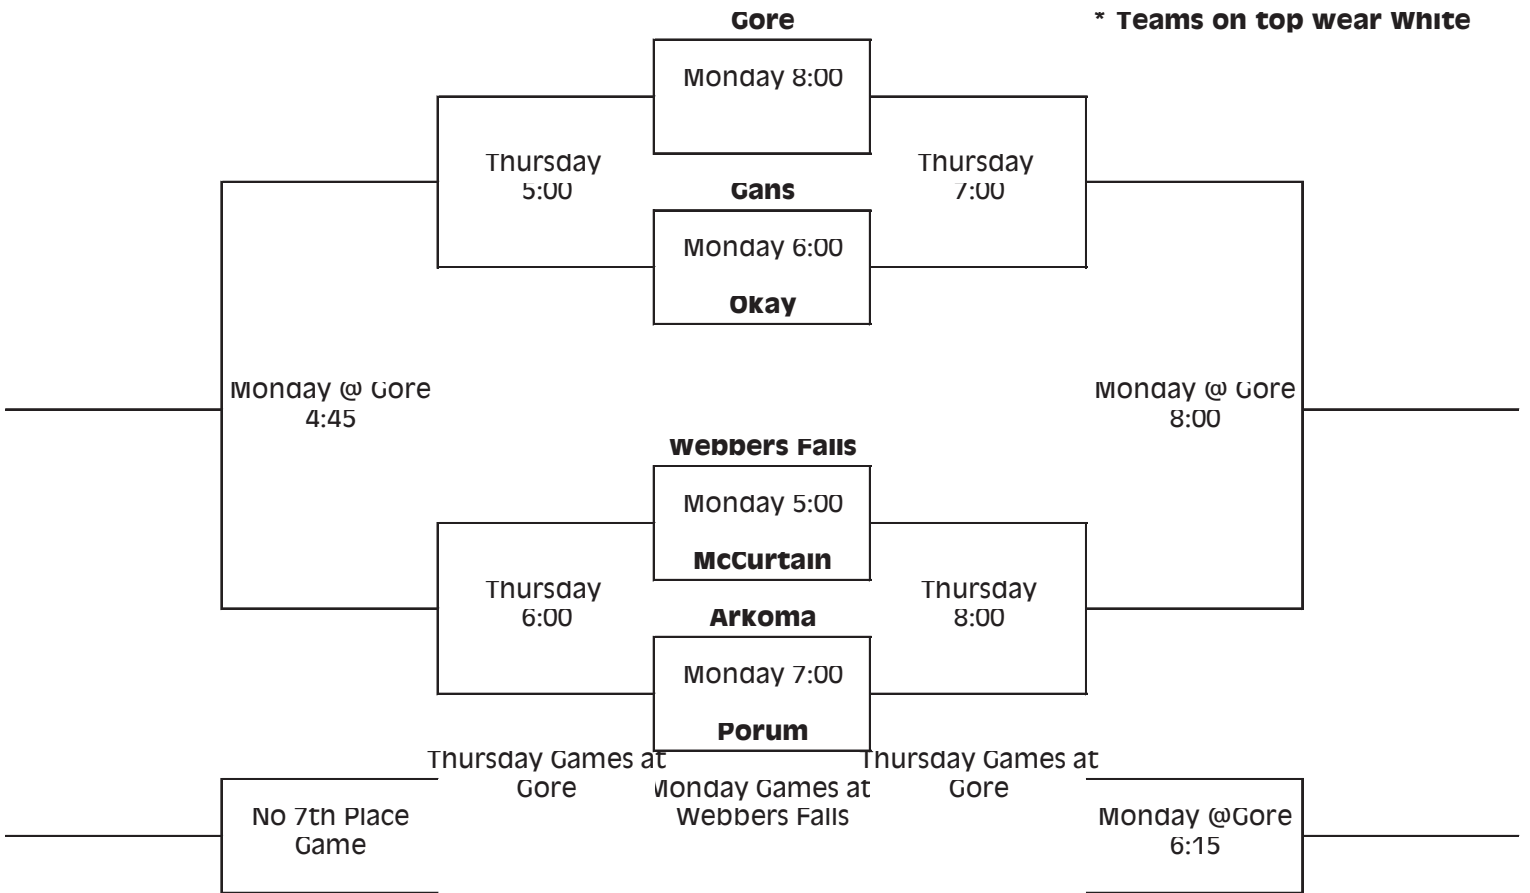 Gore
* Teams on top wear White
Monday 8:00
Thursday
5:00
Thursday
7:00
Gans
Monday 6:00
Okay
Monday @ Gore
4:45
Monday @ Gore
8:00
Webbers Falls
Monday 5:00
McCurtain
Thursday
6:00
Thursday
8:00
Arkoma
Monday 7:00
Porum
Thursday Games at
Gore
Monday Games at
Webbers Falls
Thursday Games at
Gore
No 7th Place
Game
Monday @Gore
6:15